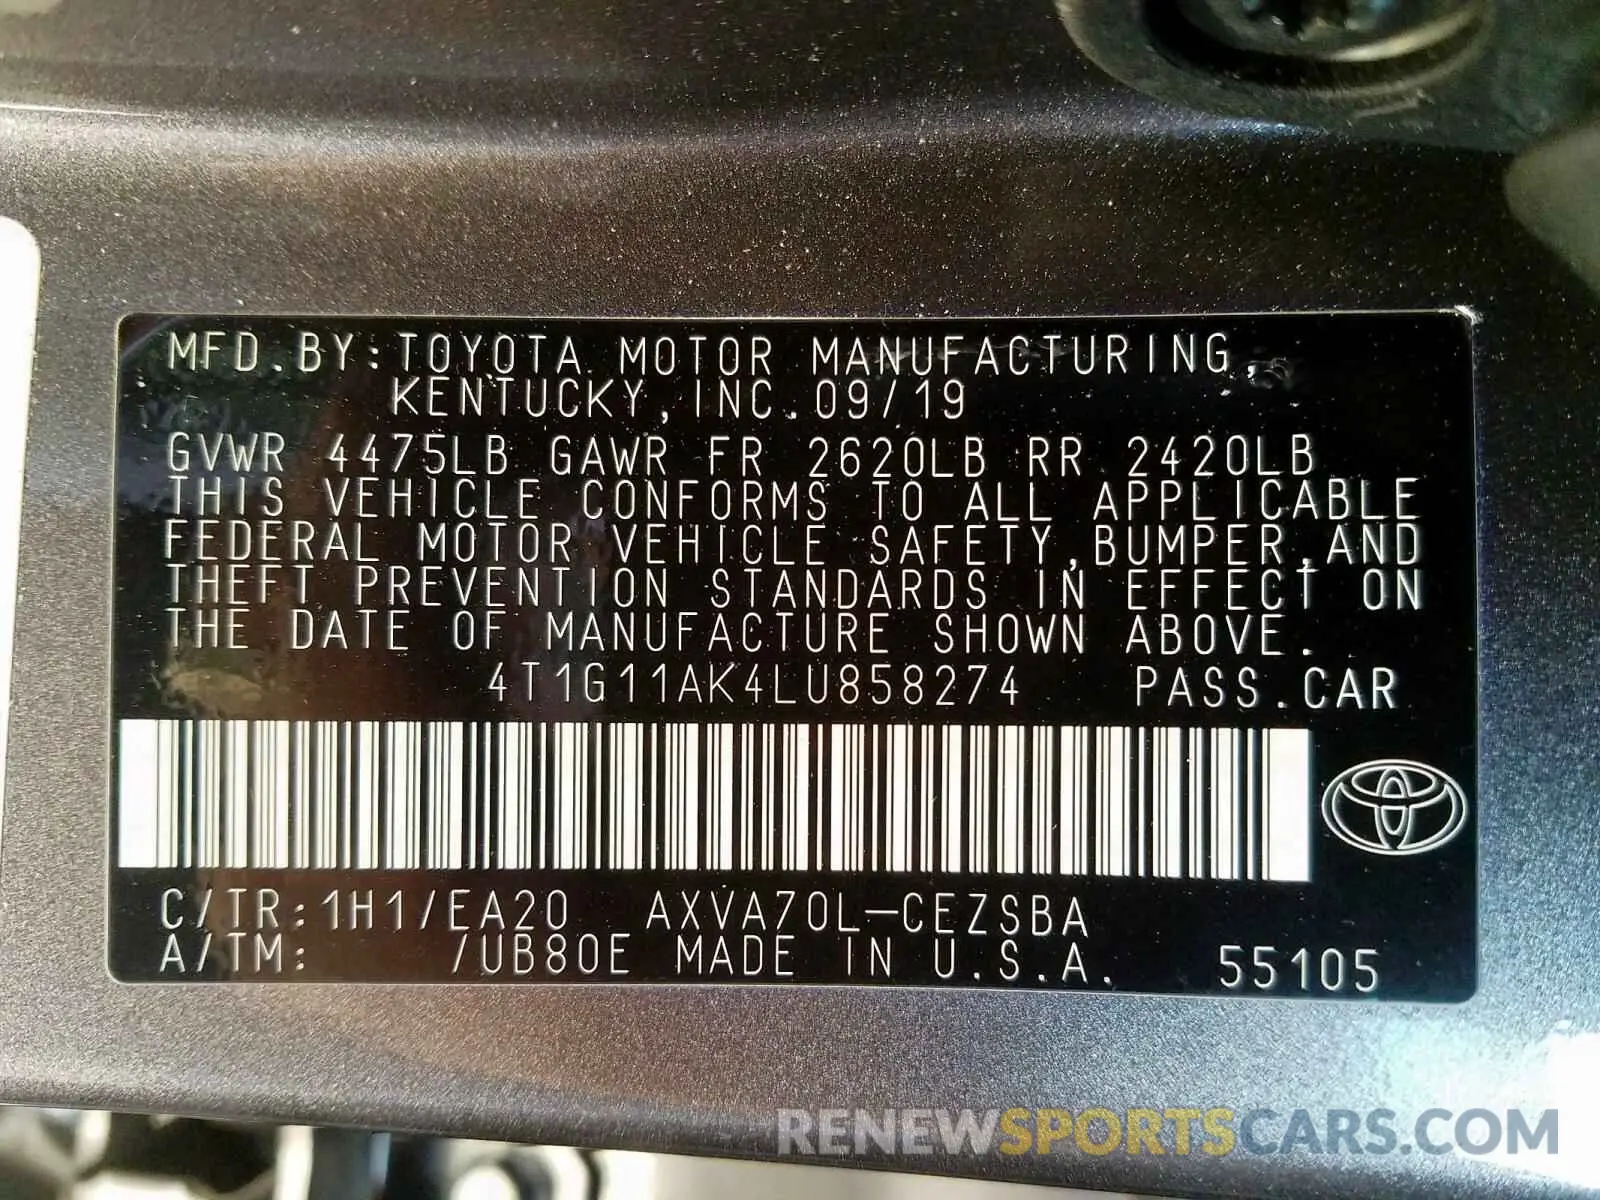 MFD.BY:TOYOTA MOTOR MANUFACTURING,
KENTUCKY,INC.09/19
GVWR 4475LB GAWR FR 2620LB RR 2420LB
THIS VEHICLE CONFORMS TO ALL APPLICABLE
FEDERAL MOTOR VEHICLE SAFETY,BUMPER,AND
THEFT PREVENTION STANDARDS IN EFFECT ON
THE DATE OF MANUFACTURE SHOWN ABOVE.
4T1G11AK4LU858274 PASS.CAR
C/TR:1H1/EA20 AXVA70L-CEZSBA
A/TM: /UB80E MADE IN U.S.A. 55105
RENEWSPORTSCARS.COM